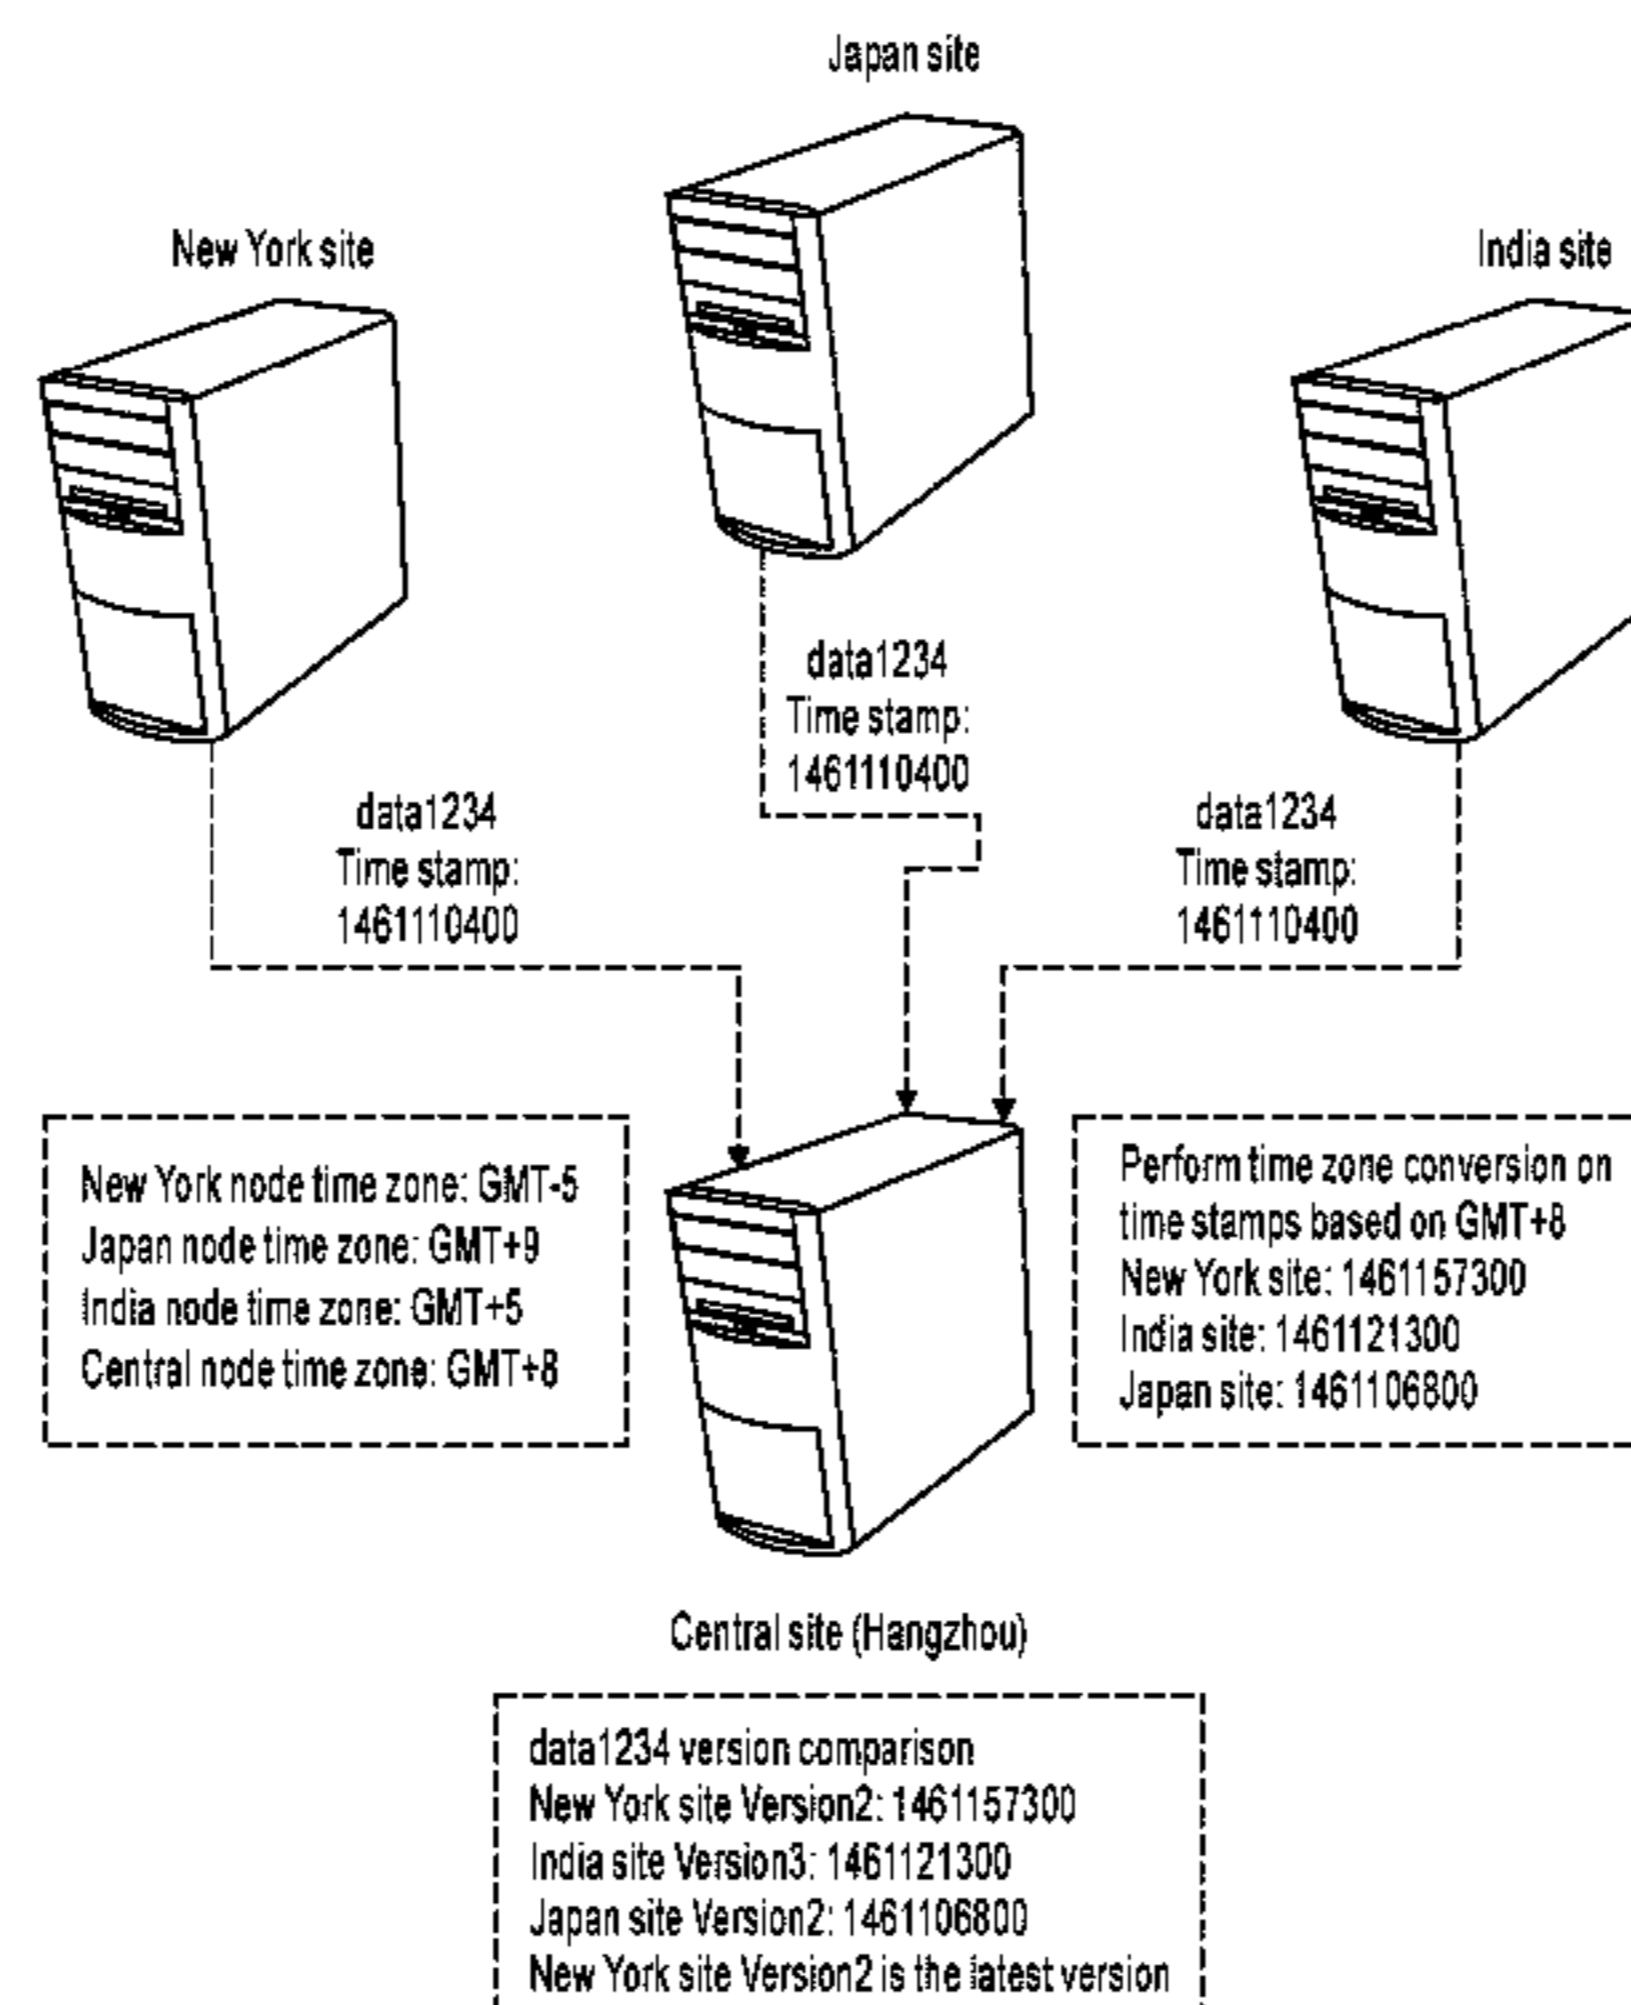 Japan site
New York site
India site
data1234
Time stamp:
1461110400
data1234
Time stamp:
1461110400
data1234
Time stamp:
1461110400
New York node time zone: GMT-5
Japan node time zone: GMT+9
India node time zone: GMT+5
Central node time zone: GMT+8
Perform time zone conversion on
time stamps based on GMT+8
New York site: 1461157300
India site: 1461121300
Japan site: 1461106800
Central site (Hangzhou)
data1234 version comparison
New York site Version2: 1461157300
India site Version3: 1461121300
Japan site Version2: 1461106800
New York site Version2 is the latest version